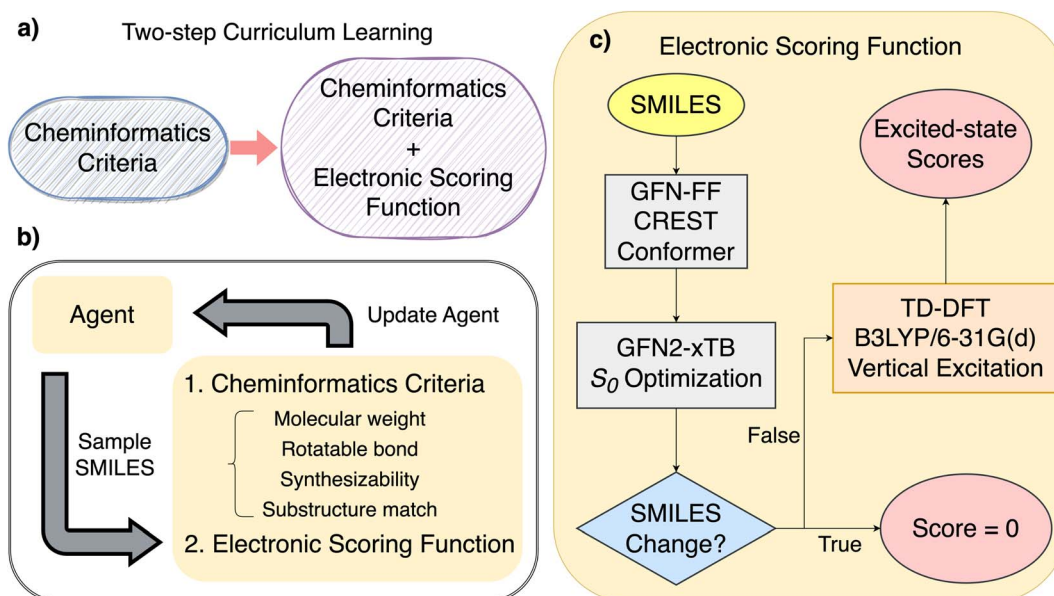 a)
Two-step Curriculum Learning
Cheminformatics
Criteria
Cheminformatics
Criteria
+
Electronic Scoring
Function
b)
Agent
Update Agent
Sample
SMILES
1. Cheminformatics Criteria
Molecular weight
Rotatable bond
Synthesizability
Substructure match
2. Electronic Scoring Function
c)
Electronic Scoring Function
SMILES
GFN-FF
CREST
Conformer
GFN2-xTB
S0 Optimization
SMILES
Change?
False
True
TD-DFT
B3LYP/6-31G(d)
Vertical Excitation
Excited-state
Scores
Score = 0